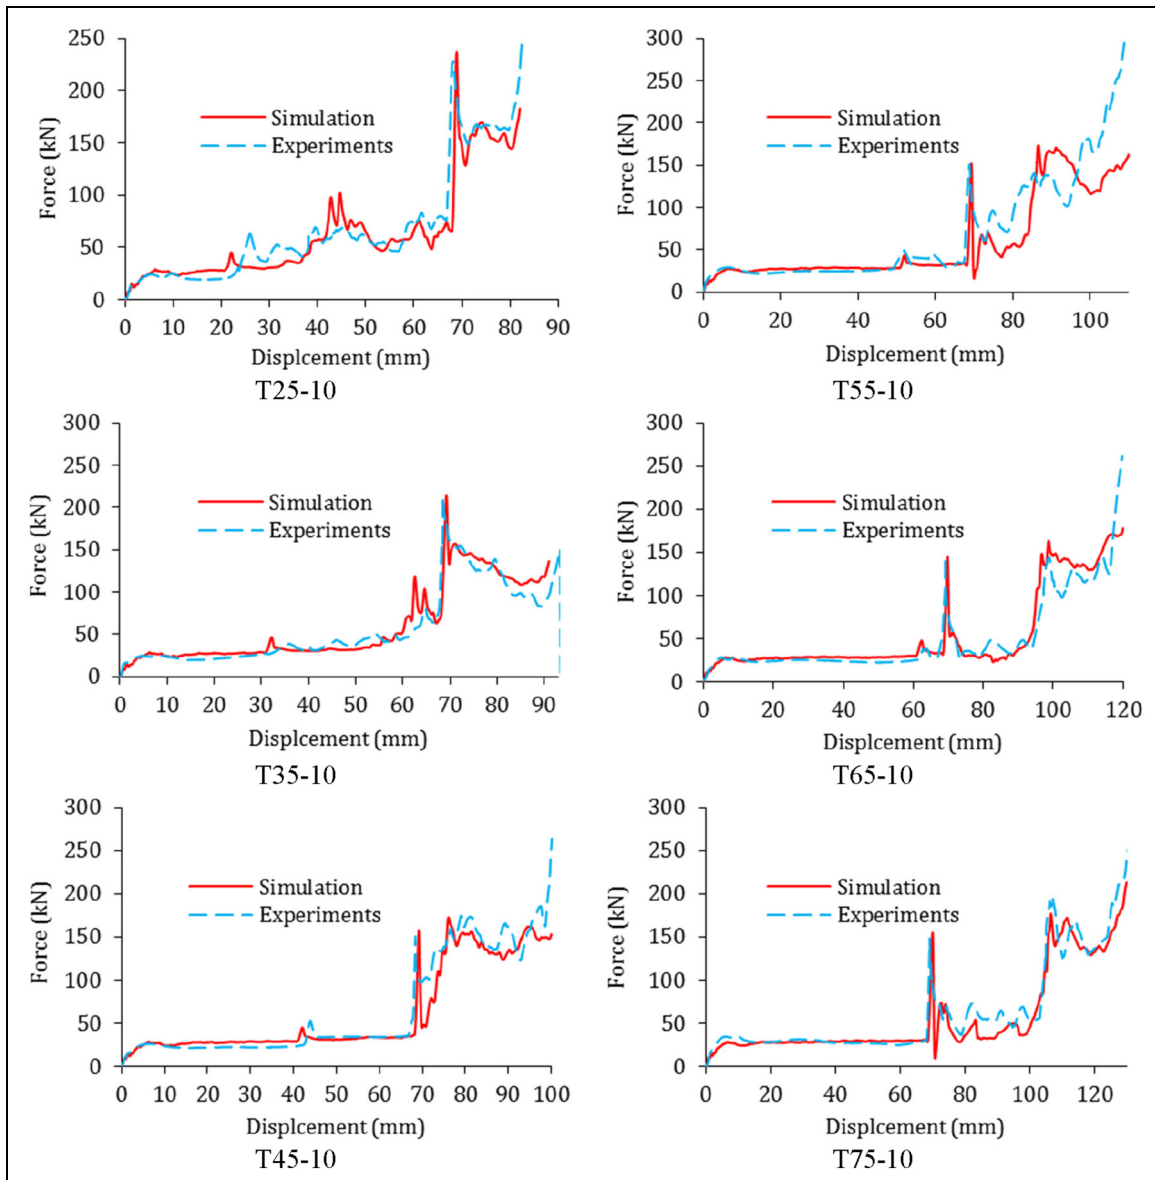 250
200
150
100
50
0
Force (kN)
Simulation
Experiments
0 10 20 30 40 50 60 70 80 90
Displcement (mm)
T25-10
300
250
200
150
100
50
0
Force (kN)
Simulation
Experiments
0 20 40 60 80 100
Displcement (mm)
T55-10
300
250
200
150
100
50
0
Force (kN)
Simulation
Experiments
0 10 20 30 40 50 60 70 80 90
Displcement (mm)
T35-10
300
250
200
150
100
50
0
Force (kN)
Simulation
Experiments
0 20 40 60 80 100 120
Displcement (mm)
T65-10
300
250
200
150
100
50
0
Force (kN)
Simulation
Experiments
0 10 20 30 40 50 60 70 80 90 100
Displcement (mm)
T45-10
300
250
200
150
100
50
0
Force (kN)
Simulation
Experiments
0 20 40 60 80 100 120
Displcement (mm)
T75-10